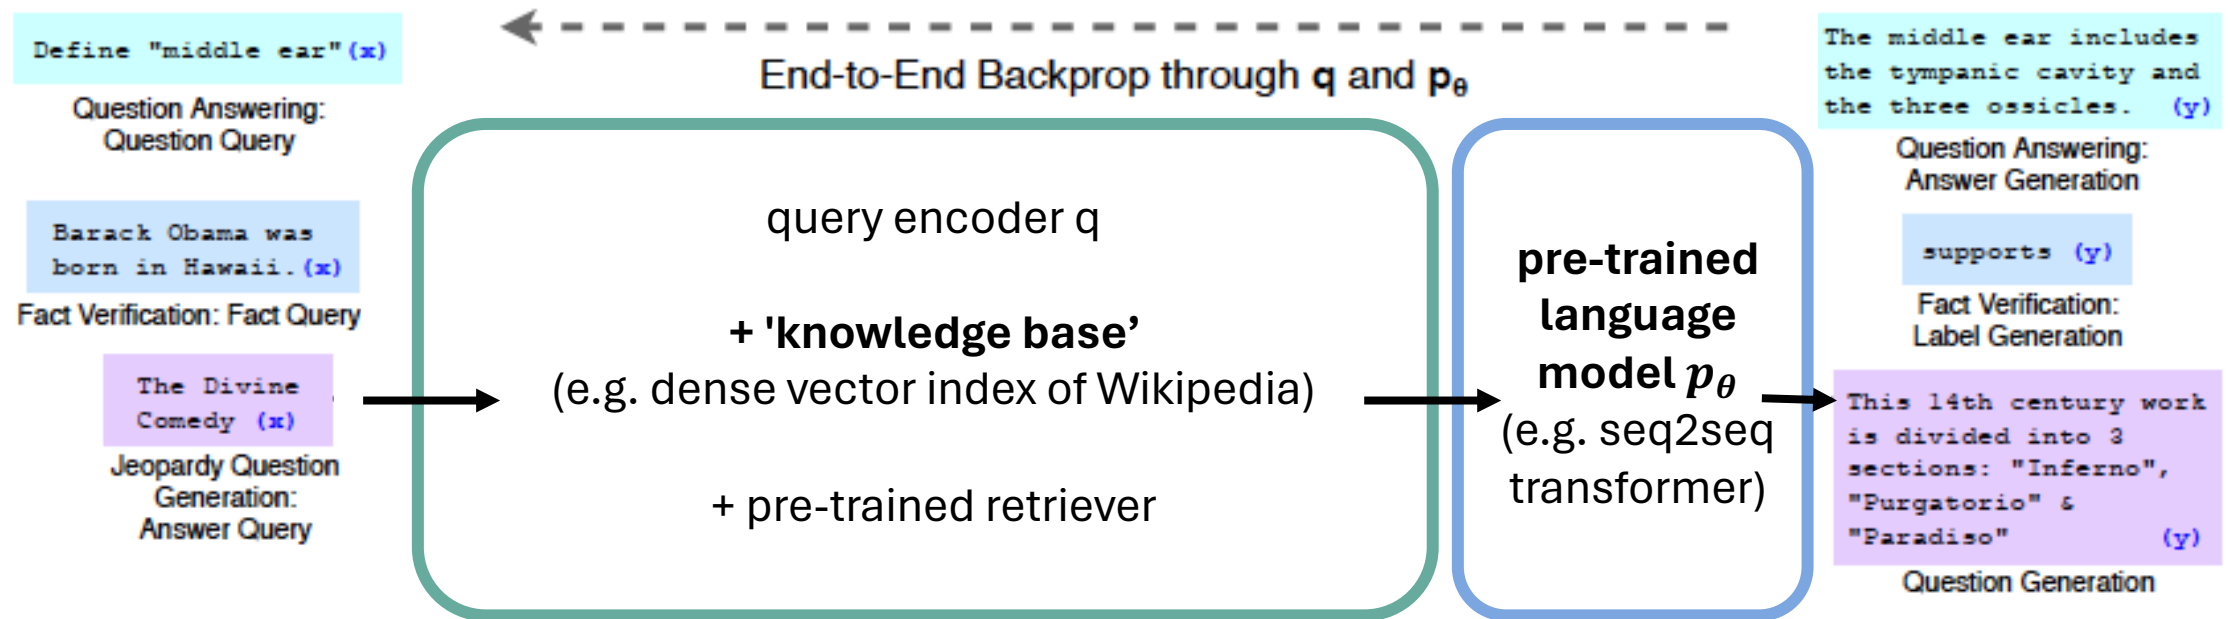 Define "middle ear" (x)
Question Answering:
Question Query
Barack Obama was
born in Hawaii. (x)
Fact Verification: Fact Query
The Divine
Comedy (x)
Jeopardy Question
Generation:
Answer Query
End-to-End Backprop through q and pθ
query encoder q
+ 'knowledge base’
(e.g. dense vector index of Wikipedia)
+ pre-trained retriever
pre-trained
language
model pθ
(e.g. seq2seq
transformer)
The middle ear includes
the tympanic cavity and
the three ossicles. (y)
Question Answering:
Answer Generation
supports (y)
Fact Verification:
Label Generation
This 14th century work
is divided into 3
sections: "Inferno",
"Purgatorio" &
"Paradiso" (y)
Question Generation